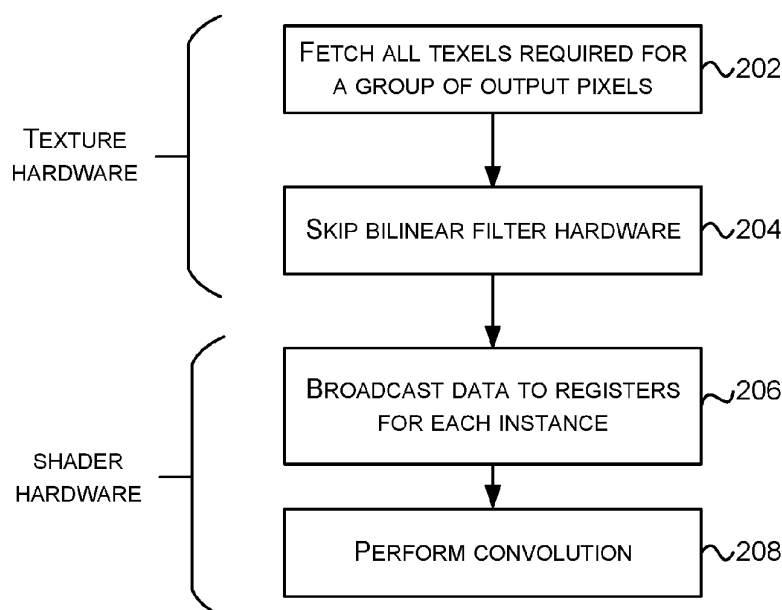 FETCH ALL TEXELS REQUIRED FOR
A GROUP OF OUTPUT PIXELS
202
TEXTURE
HARDWARE
SKIP BILINEAR FILTER HARDWARE
204
BROADCAST DATA TO REGISTERS
FOR EACH INSTANCE
206
SHADER
HARDWARE
PERFORM CONVOLUTION
208